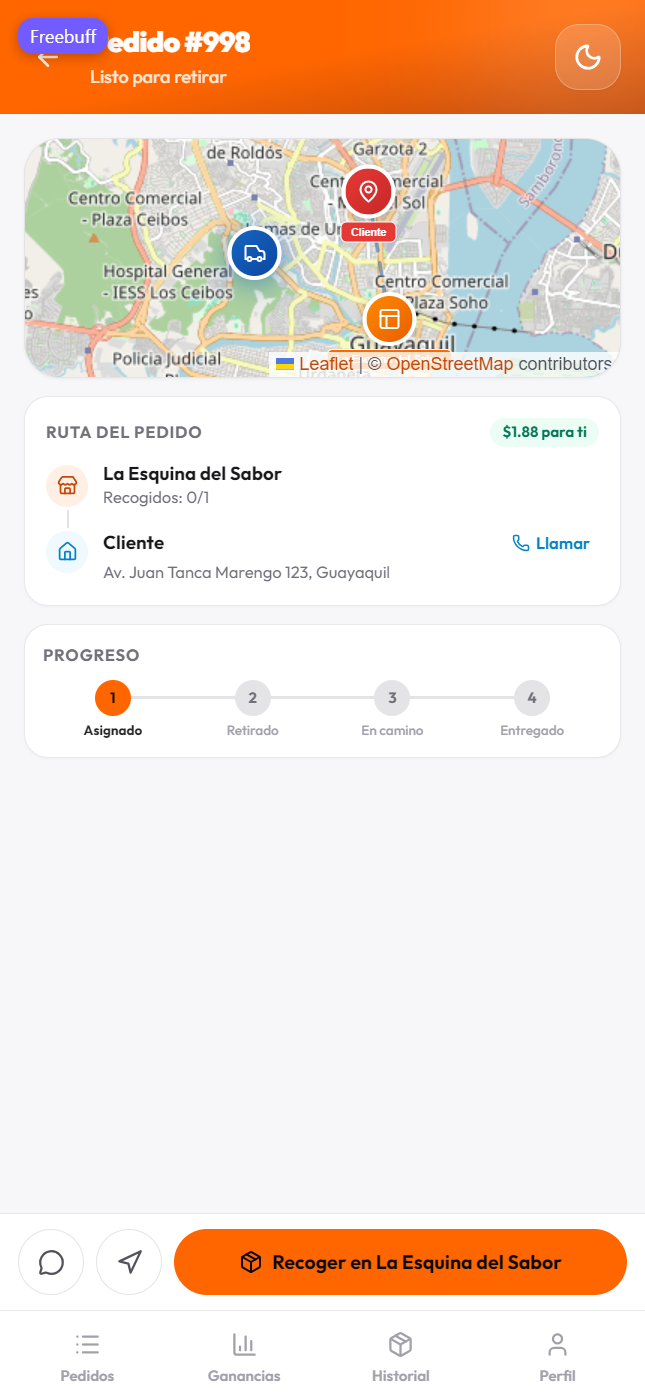 Freebuff
edido #998
Listo para retirar
de Roldós
Garzota 2
Centro Comercial
- Plaza Ceibos
Cliente
Hospital General
- IESS Los Ceibos
Centro Comercial
Plaza Soho
Guayaquil
Policía Judicial
Leaflet | © OpenStreetMap contributors
RUTA DEL PEDIDO
$1.88 para ti
La Esquina del Sabor
Recogidos: 0/1
Cliente
Llamar
Av. Juan Tanca Marengo 123, Guayaquil
PROGRESO
1
2
3
4
Asignado
Retirado
En camino
Entregado
Recoger en La Esquina del Sabor
Pedidos
Ganancias
Historial
Perfil